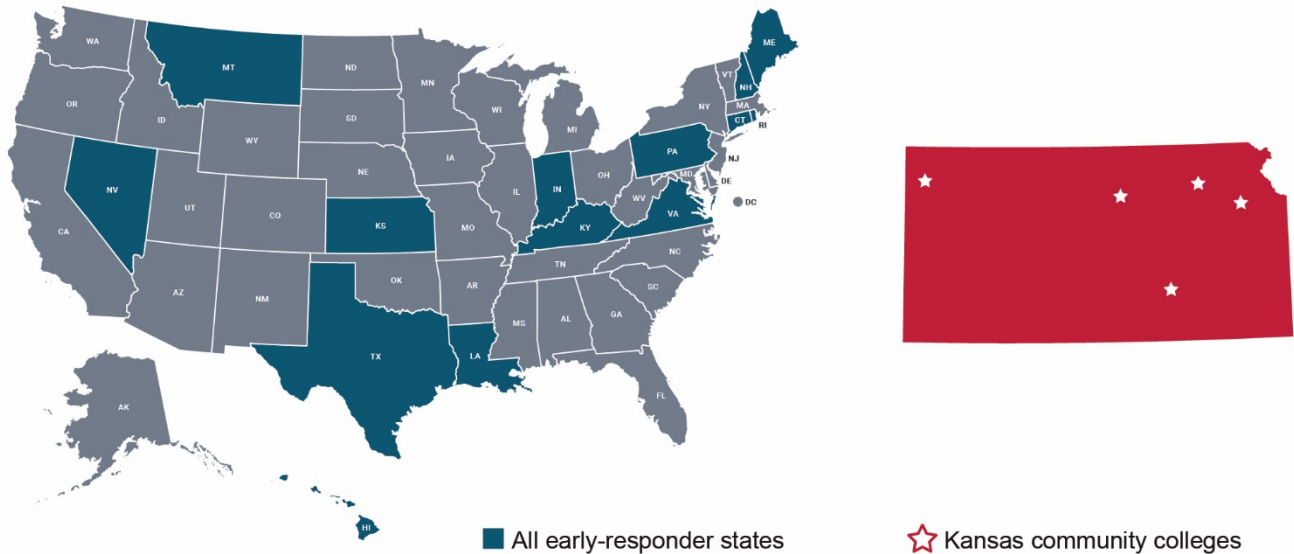 WA
MT
ND
MN
ME
OR
ID
SD
WI
MI
NY
VT
NH
MA
CT
RI
WY
NV
UT
CO
NE
IA
IL
IN
OH
PA
NJ
DE
MD
DC
WV
VA
CA
KS
MO
KY
AZ
NM
OK
AR
TN
NC
SC
TX
LA
MS
AL
GA
FL
AK
HI
All early-responder states
Kansas community colleges